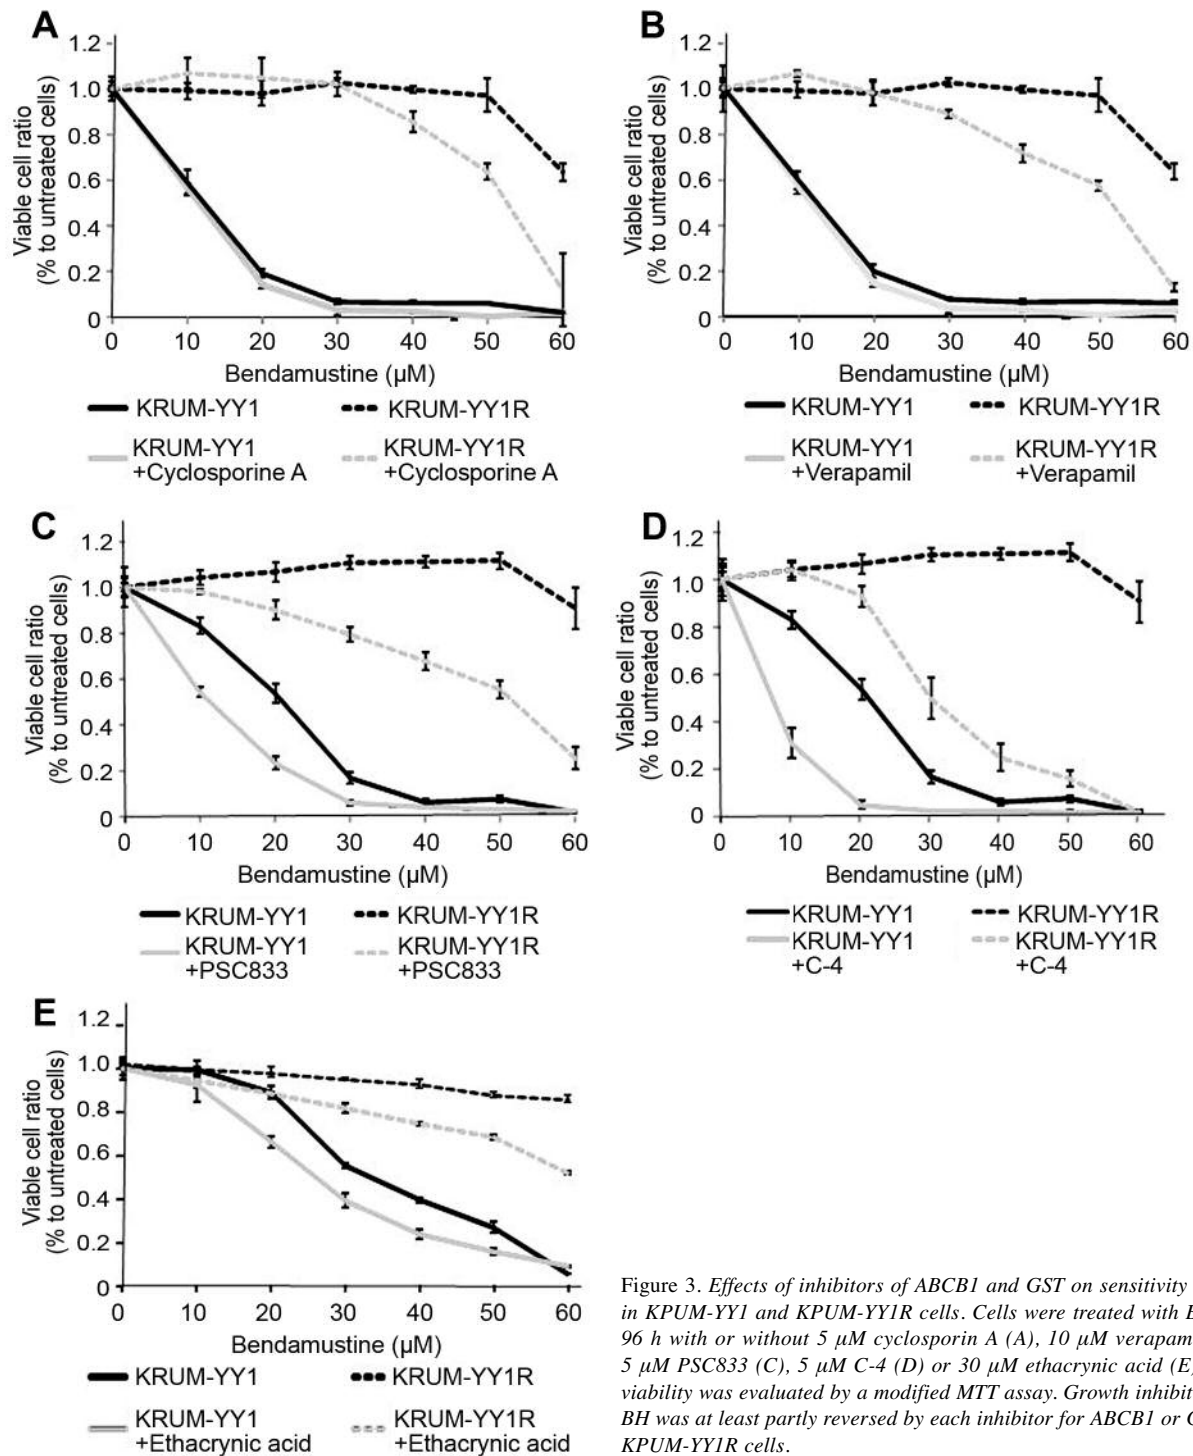 A
Viable cell ratio
(% to untreated cells)
1.2
1.0
0.8
0.6
0.4
0.2
0
0 10 20 30 40 50 60
Bendamustine (µM)
KRUM-YY1
KRUM-YY1R
KRUM-YY1
+Cyclosporine A
KRUM-YY1R
+Cyclosporine A
B
Viable cell ratio
(% to untreated cells)
1.2
1.0
0.8
0.6
0.4
0.2
0
0 10 20 30 40 50 60
Bendamustine (µM)
KRUM-YY1
KRUM-YY1R
KRUM-YY1
+Verapamil
KRUM-YY1R
+Verapamil
C
Viable cell ratio
(% to untreated cells)
1.2
1.0
0.8
0.6
0.4
0.2
0
0 10 20 30 40 50 60
Bendamustine (µM)
KRUM-YY1
KRUM-YY1R
KRUM-YY1
+PSC833
KRUM-YY1R
+PSC833
D
Viable cell ratio
(% to untreated cells)
1.2
1.0
0.8
0.6
0.4
0.2
0
0 10 20 30 40 50 60
Bendamustine (µM)
KRUM-YY1
KRUM-YY1R
KRUM-YY1
+C-4
KRUM-YY1R
+C-4
E
Viable cell ratio
(% to untreated cells)
1.2
1.0
0.8
0.6
0.4
0.2
0
0 10 20 30 40 50 60
Bendamustine (µM)
KRUM-YY1
KRUM-YY1R
KRUM-YY1
+Ethacrynic acid
KRUM-YY1R
+Ethacrynic acid
Figure 3. Effects of inhibitors of ABCB1 and GST on sensitivity
in KPUM-YY1 and KPUM-YY1R cells. Cells were treated with
96 h with or without 5 µM cyclosporin A (A), 10 µM
5 µM PSC833 (C), 5 µM C-4 (D) or 30 µM ethacrynic acid
viability was evaluated by a modified MTT assay. Growth
BH was at least partly reversed by each inhibitor for ABCB1 or
KPUM-YY1R cells.